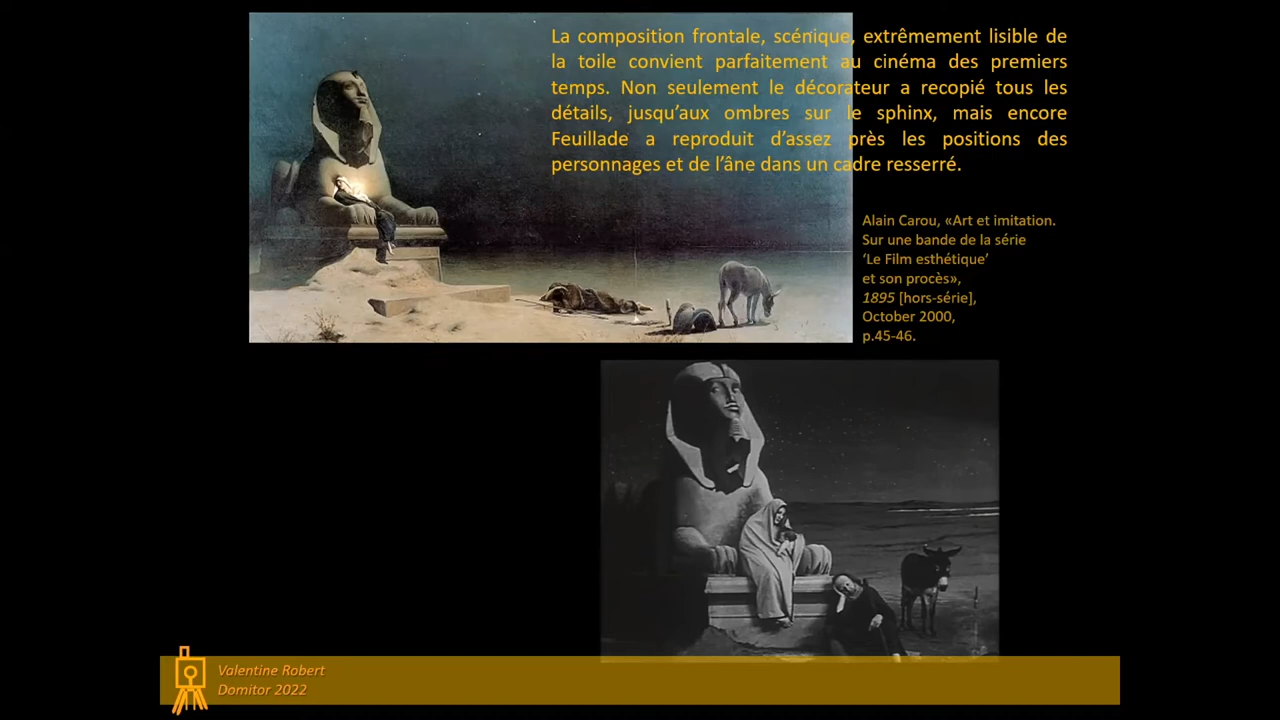 La composition frontale, scénique, extrêmement lisible de
la toile convient parfaitement au cinéma des premiers
temps. Non seulement le décorateur a recopié tous les
détails, jusqu'aux ombres sur le sphinx, mais encore
Feuillade a reproduit d'assez près les positions des
personnages et de l'âne dans un cadre resserré.
Alain Carou, «Art et imitation.
Sur une bande de la série
‘Le Film esthétique’
et son procès»,
1895 [hors-série],
October 2000,
p.45-46.
Valentine Robert
Domitor 2022